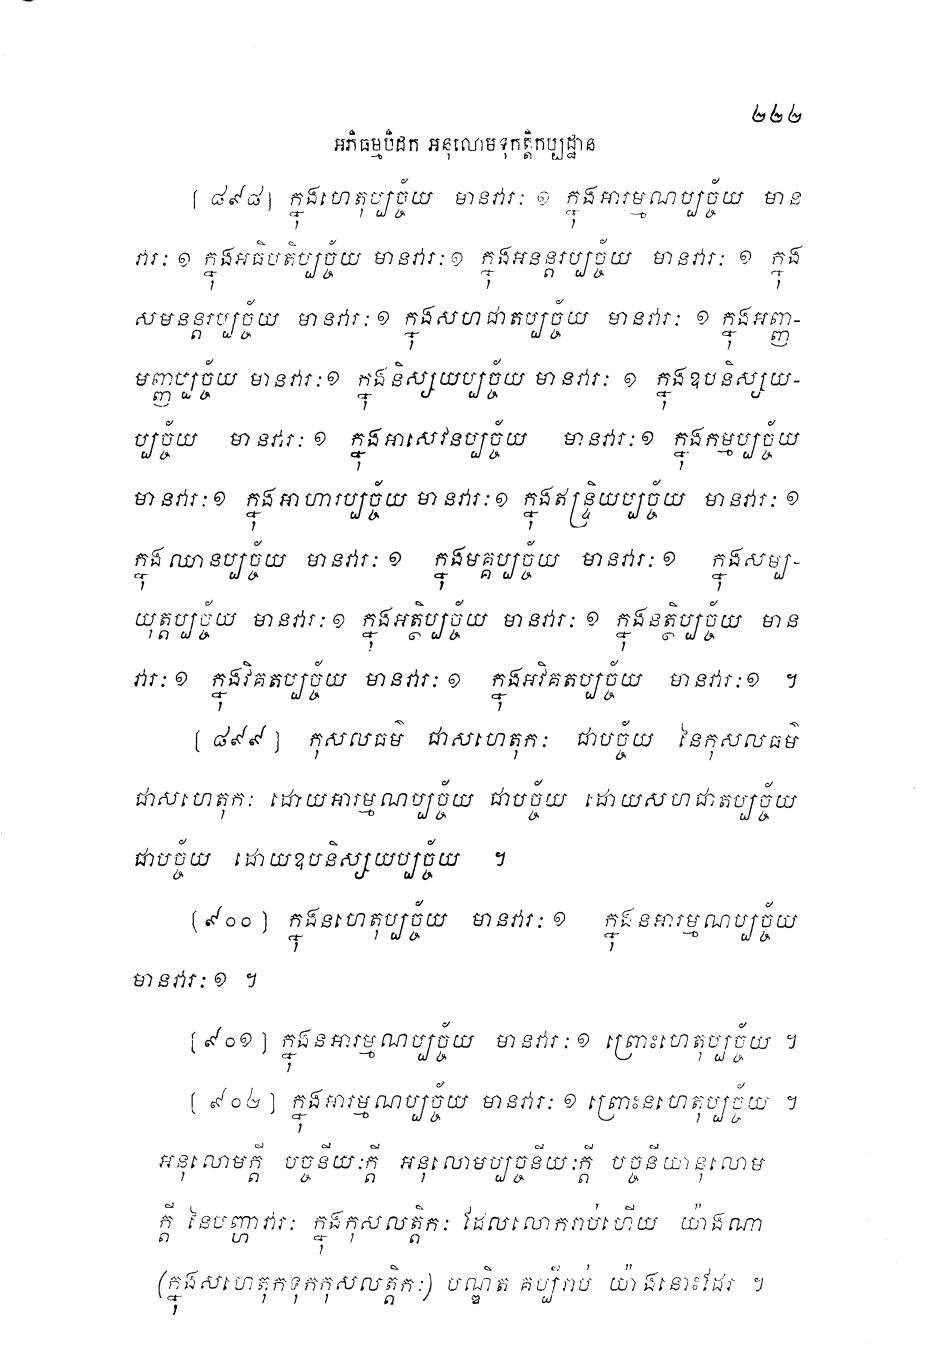 ២២២
អភិធម្មបិដក អនុលោមទុកត្តិកប្បដ្ឋាន
[៨៩៨] ក្នុងហេតុប្បច្ច័យ មានវារៈ ១ ក្នុងអារម្មណប្បច្ច័យ មាន
វារៈ ១ ក្នុងអធិបតិប្បច្ច័យ មានវារៈ ១ ក្នុងអនន្តរប្បច្ច័យ មានវារៈ ១ ក្នុង
សមនន្តរប្បច្ច័យ មានវារៈ ១ ក្នុងសហជាតប្បច្ច័យ មានវារៈ ១ ក្នុងអញ្ញា-
មញ្ញប្បច្ច័យ មានវារៈ ១ ក្នុងនិស្សយប្បច្ច័យ មានវារៈ ១ ក្នុងឧបនិស្សយ-
ប្បច្ច័យ មានវារៈ ១ ក្នុងអាសេវនប្បច្ច័យ មានវារៈ ១ ក្នុងកម្មប្បច្ច័យ
មានវារៈ ១ ក្នុងអាហារប្បច្ច័យ មានវារៈ ១ ក្នុងឥន្ទ្រិយប្បច្ច័យ មានវារៈ ១
ក្នុងឈានប្បច្ច័យ មានវារៈ ១ ក្នុងមគ្គប្បច្ច័យ មានវារៈ ១ ក្នុងសម្ប-
យុត្តប្បច្ច័យ មានវារៈ ១ ក្នុងអត្ថិប្បច្ច័យ មានវារៈ ១ ក្នុងនត្ថិប្បច្ច័យ មាន
វារៈ ១ ក្នុងវិគតប្បច្ច័យ មានវារៈ ១ ក្នុងអវិគតប្បច្ច័យ មានវារៈ ១ ។
[៨៩៩] កុសលធម៌ ជាសហេតុកៈ ជាបច្ច័យ នៃកុសលធម៌
ជាសហេតុកៈ ដោយអារម្មណប្បច្ច័យ ជាបច្ច័យ ដោយសហជាតប្បច្ច័យ
ជាបច្ច័យ ដោយឧបនិស្សយប្បច្ច័យ ។
[៩០០] ក្នុងនហេតុប្បច្ច័យ មានវារៈ ១ ក្នុងនអារម្មណប្បច្ច័យ
មានវារៈ ១ ។
[៩០១] ក្នុងនអារម្មណប្បច្ច័យ មានវារៈ ១ ព្រោះហេតុប្បច្ច័យ ។
[៩០២] ក្នុងអារម្មណប្បច្ច័យ មានវារៈ ១ ព្រោះនហេតុប្បច្ច័យ ។
អនុលោមក្តី បច្ចនីយៈក្តី អនុលោមប្បច្ចនីយៈក្តី បច្ចនីយានុលោម
ក្តី នៃបញ្ហាវារៈ ក្នុងកុសលត្តិកៈ ដែលលោករាប់ហើយ យ៉ាងណា
(ក្នុងសហេតុកទុកកុសលត្តិកៈ) បណ្ឌិត គប្បីរាប់ យ៉ាងនោះដែរ ។